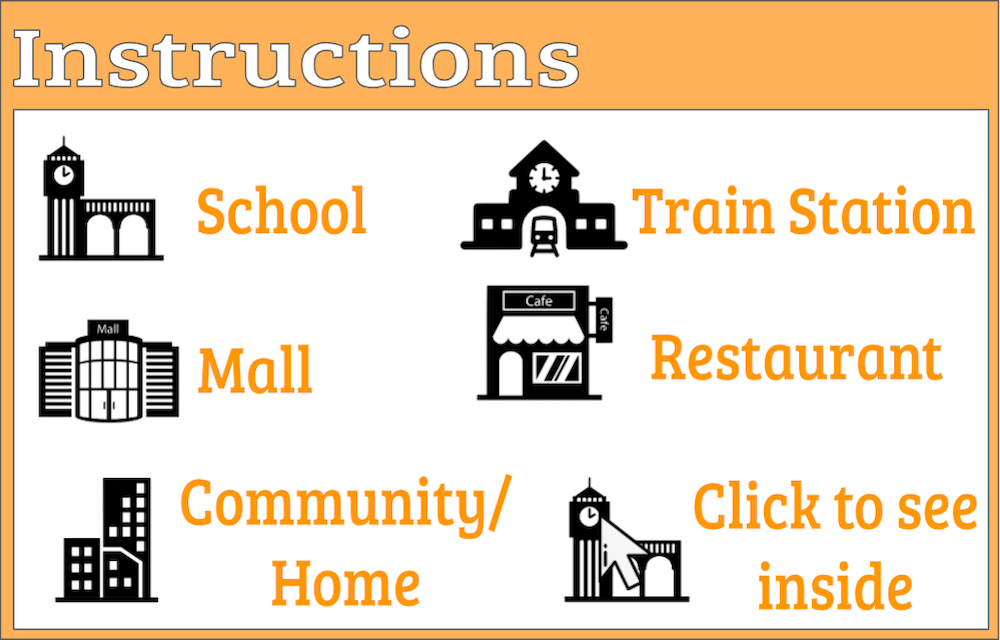 Instructions
School
Train Station
Cafe
Cafe
Mall
Mall
Restaurant
Community/
Home
Click to see
inside